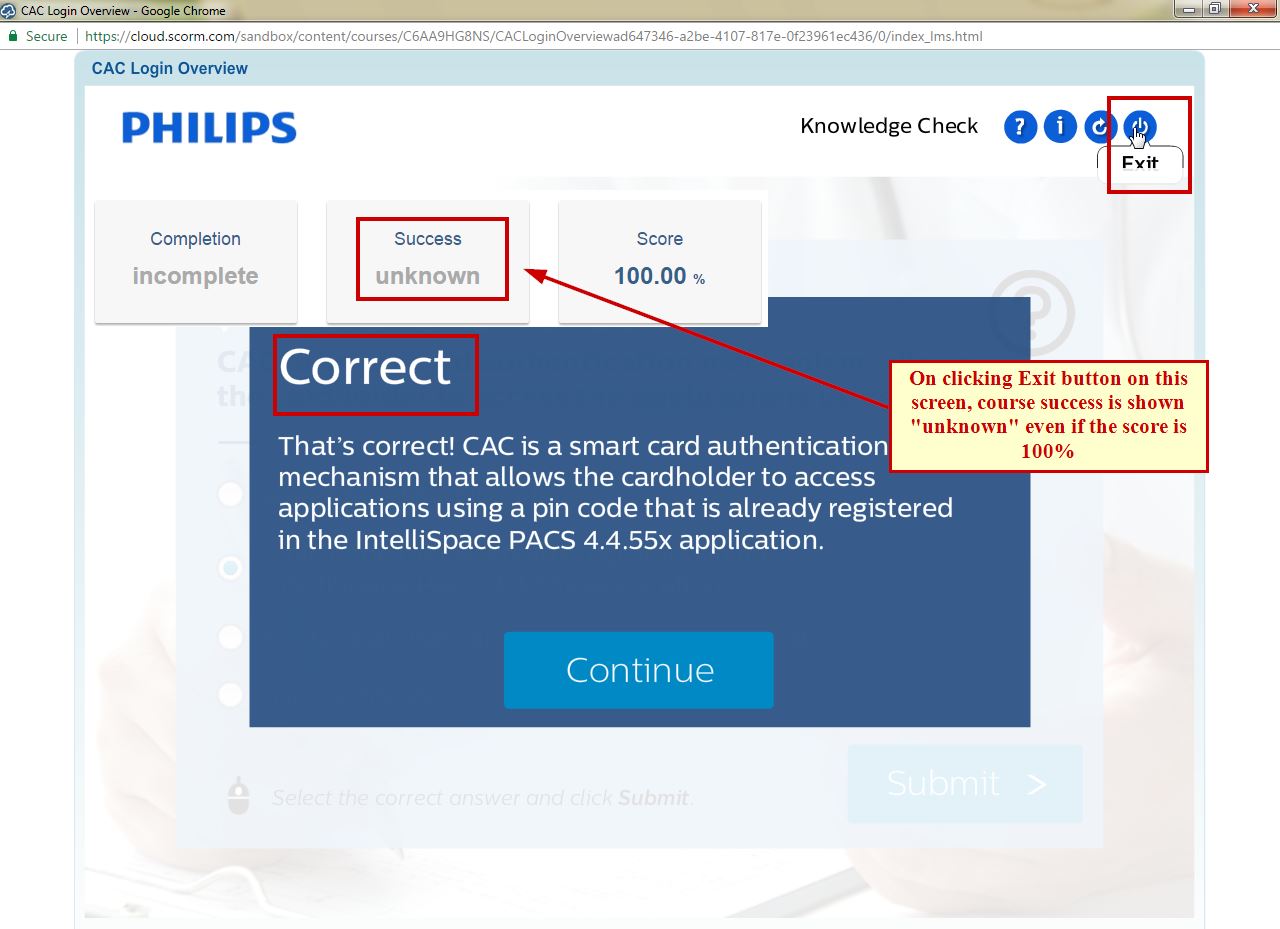 CAC Login Overview - Google Chrome
Secure https://cloud.scorm.com/sandbox/content/courses/C6AA9HG8NS/CACLoginOverviewad647346-a2be-4107-817e-0f23961ec436/0/index_lms.html
CAC Login Overview
PHILIPS
Knowledge Check
? i
Exit
Completion
incomplete
Success
unknown
Score
100.00 %
?
Correct
On clicking Exit button on this
screen, course success is shown
"unknown" even if the score is
100%
That's correct! CAC is a smart card authentication
mechanism that allows the cardholder to access
applications using a pin code that is already registered
in the IntelliSpace PACS 4.4.55x application.
Continue
Submit >
Select the correct answer and click Submit.